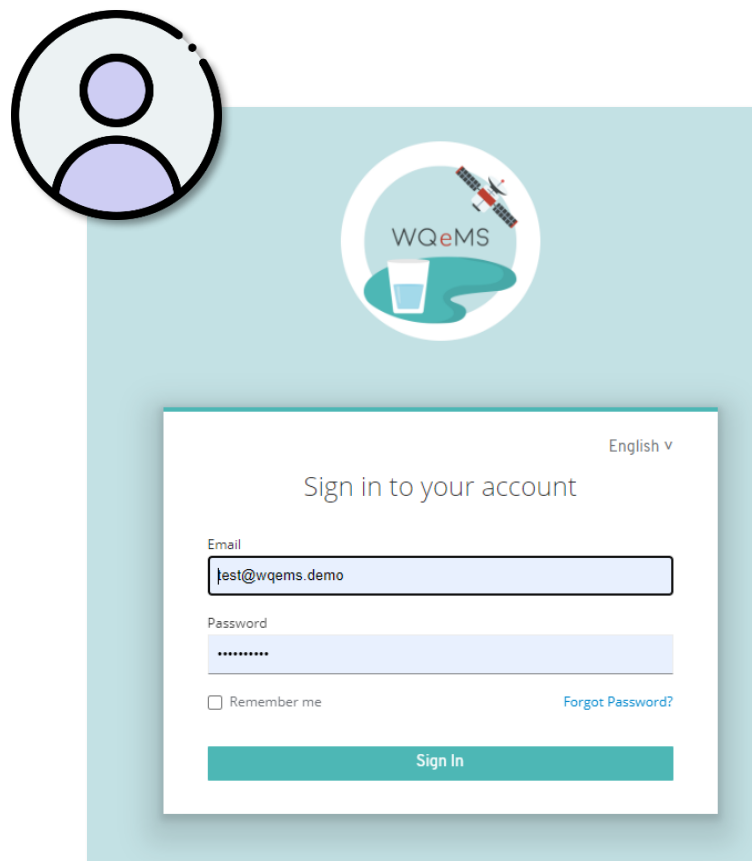 WQeMS
English v
Sign in to your account
Email
test@wqems.demo
Password
••••••••••
Remember me
Forgot Password?
Sign In